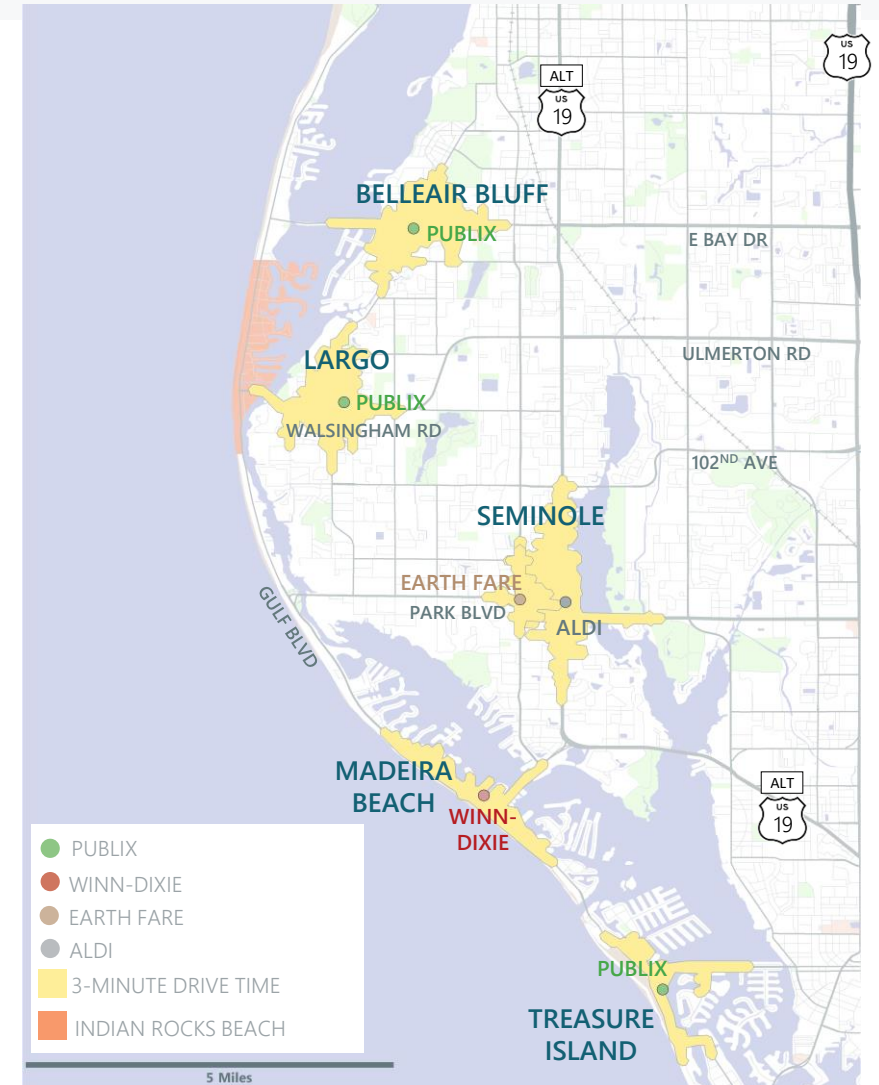 US
19
ALT
US
19
BELLEAIR BLUFF
PUBLIX
E BAY DR
LARGO
ULMERTON RD
PUBLIX
WALSINGHAM RD
102ND AVE
SEMINOLE
EARTH FARE
PARK BLVD
ALDI
GULF BLVD
MADEIRA
BEACH
WINN-
DIXIE
ALT
US
19
PUBLIX
TREASURE
ISLAND
PUBLIX
WINN-DIXIE
EARTH FARE
ALDI
3-MINUTE DRIVE TIME
INDIAN ROCKS BEACH
5 Miles